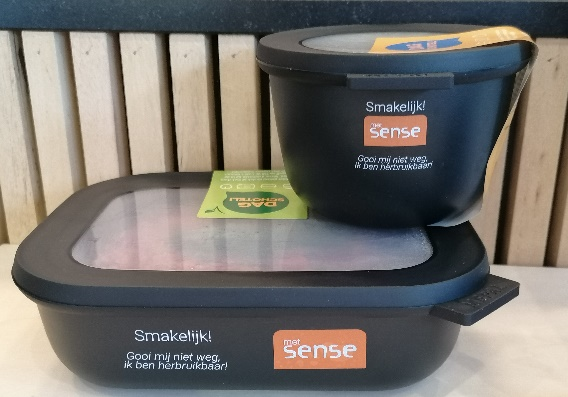 Smakelijk!
met
sense
Gooi mij niet weg,
ik ben herbruikbaar!
DAG
SCHOTEL!
Smakelijk!
Gooi mij niet weg,
ik ben herbruikbaar!
met
sense